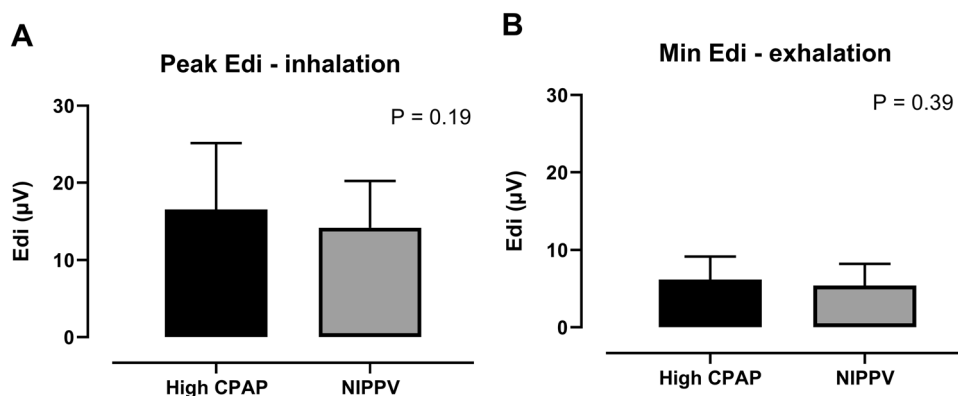 A
Peak Edi - inhalation
P = 0.19
Edi (µV)
30
20
10
0
High CPAP
NIPPV
B
Min Edi - exhalation
P = 0.39
Edi (µV)
30
20
10
0
High CPAP
NIPPV